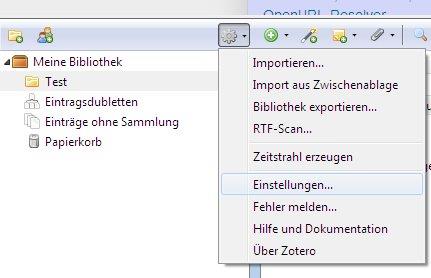 OpenURL Resolver
Meine Bibliothek
Test
Eintragsdubletten
Einträge ohne Sammlung
Papierkorb
Importieren...
Import aus Zwischenablage
Bibliothek exportieren...
RTF-Scan...
Zeitstrahl erzeugen
Einstellungen...
Fehler melden...
Hilfe und Dokumentation
Über Zotero